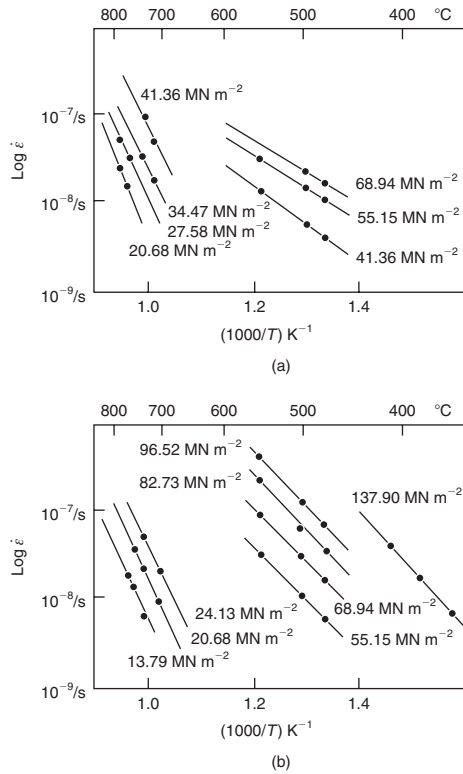 800 700 600 500 400 °C
41.36 MN m⁻²
10⁻⁷/s
Log ε̇
68.94 MN m⁻²
10⁻⁸/s
34.47 MN m⁻²
55.15 MN m⁻²
27.58 MN m⁻²
20.68 MN m⁻²
41.36 MN m⁻²
10⁻⁹/s
1.0 1.2 1.4
(1000/T) K⁻¹
(a)
800 700 600 500 400 °C
96.52 MN m⁻²
82.73 MN m⁻²
137.90 MN m⁻²
10⁻⁷/s
Log ε̇
10⁻⁸/s
24.13 MN m⁻²
68.94 MN m⁻²
20.68 MN m⁻²
55.15 MN m⁻²
13.79 MN m⁻²
10⁻⁹/s
1.0 1.2 1.4
(1000/T) K⁻¹
(b)